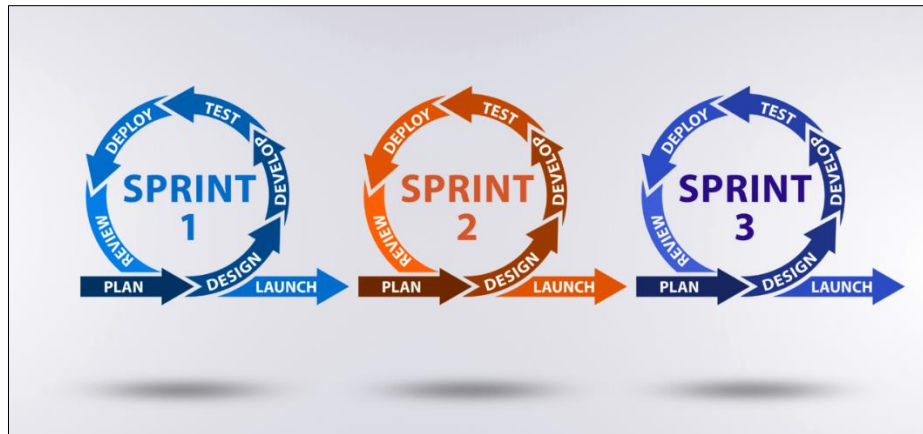 SPRINT
1
PLAN
DESIGN
DEVELOP
TEST
DEPLOY
REVIEW
LAUNCH
SPRINT
2
PLAN
DESIGN
DEVELOP
TEST
DEPLOY
REVIEW
LAUNCH
SPRINT
3
PLAN
DESIGN
DEVELOP
TEST
DEPLOY
REVIEW
LAUNCH